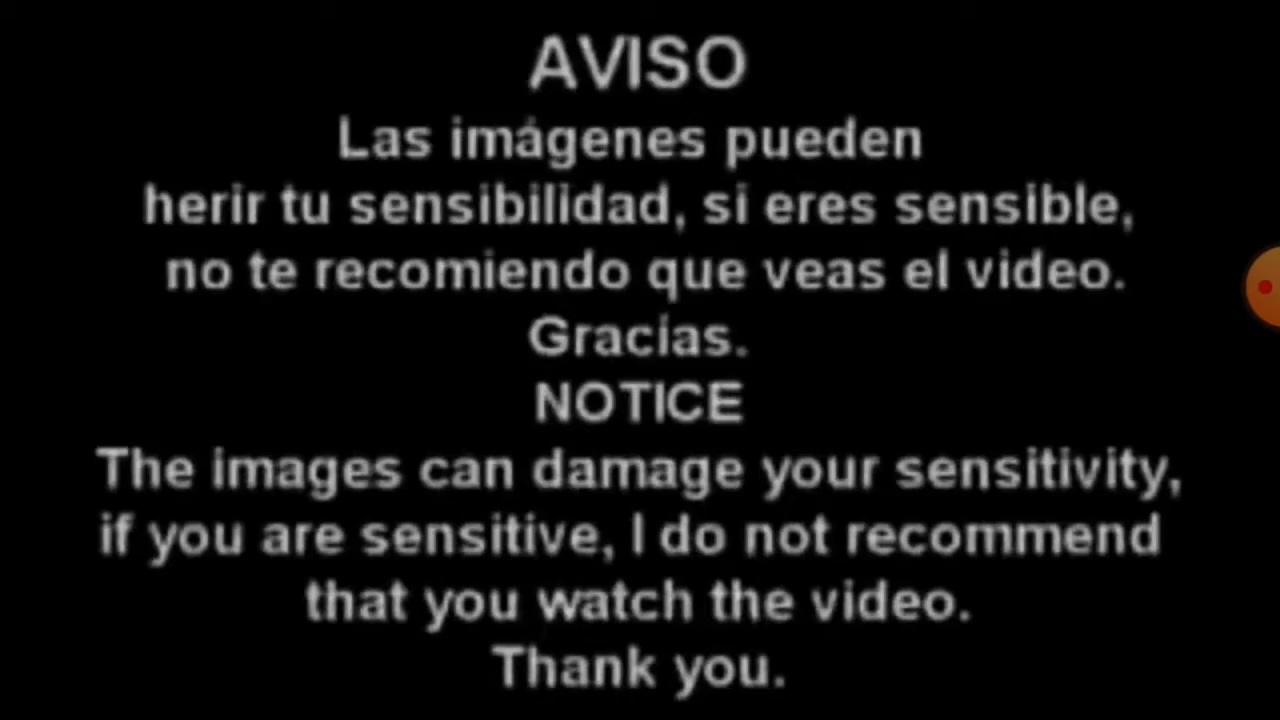 AVISO
Las imágenes pueden
herir tu sensibilidad, si eres sensible,
no te recomiendo que veas el video.
Gracias.
NOTICE
The images can damage your sensitivity,
if you are sensitive, I do not recommend
that you watch the video.
Thank you.